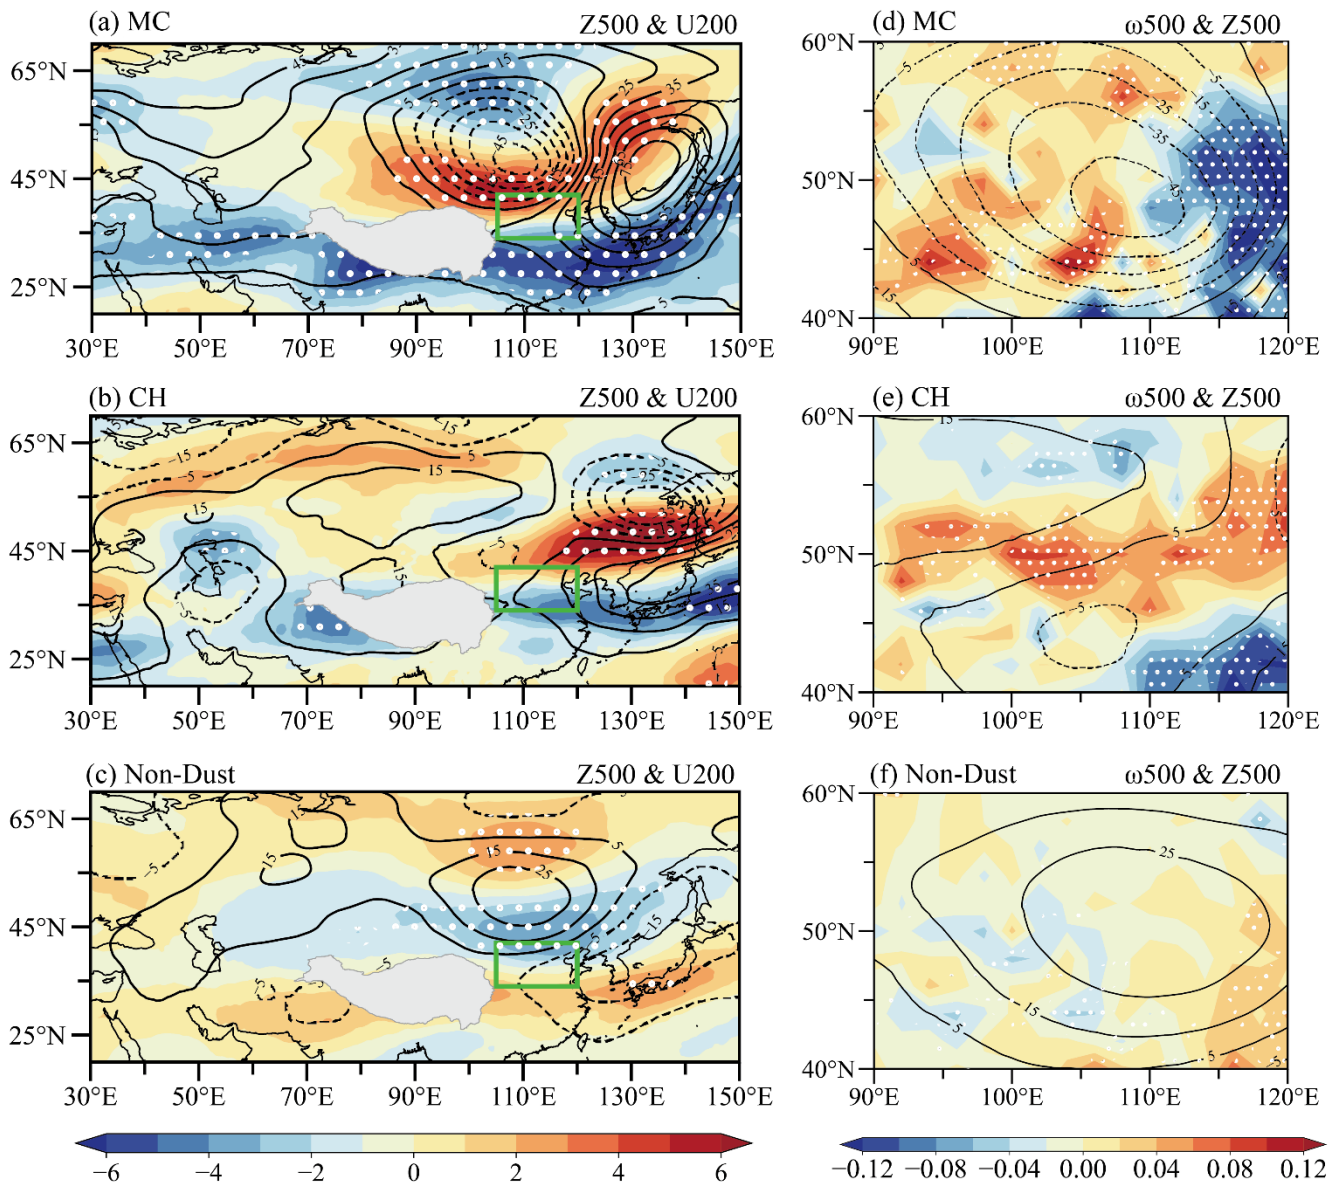 (a) MC Z500 & U200
65°N
45°N
25°N
30°E 50°E 70°E 90°E 110°E 130°E 150°E
(d) MC ω500 & Z500
60°N
50°N
40°N
90°E 100°E 110°E 120°E
(b) CH Z500 & U200
65°N
45°N
25°N
30°E 50°E 70°E 90°E 110°E 130°E 150°E
(e) CH ω500 & Z500
60°N
50°N
40°N
90°E 100°E 110°E 120°E
(c) Non-Dust Z500 & U200
65°N
45°N
25°N
30°E 50°E 70°E 90°E 110°E 130°E 150°E
(f) Non-Dust ω500 & Z500
60°N
50°N
40°N
90°E 100°E 110°E 120°E
−6 −4 −2 0 2 4 6
−0.12 −0.08 −0.04 0.00 0.04 0.08 0.12